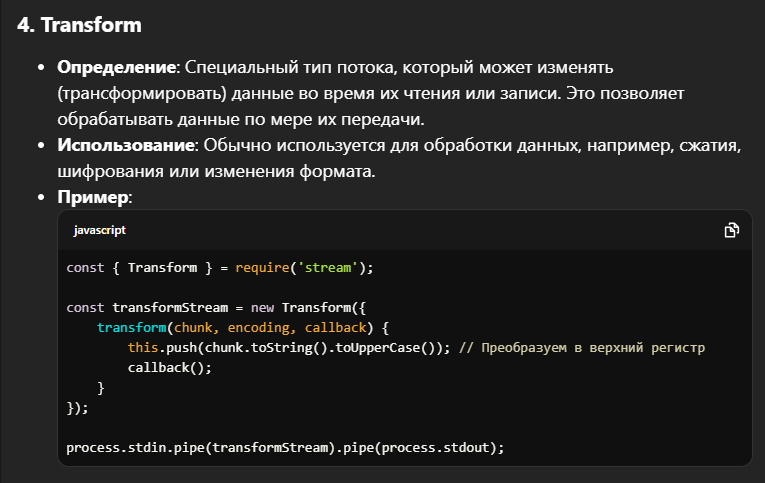 4. Transform
• Определение: Специальный тип потока, который может изменять
(трансформировать) данные во время их чтения или записи. Это позволяет
обрабатывать данные по мере их передачи.
• Использование: Обычно используется для обработки данных, например, сжатия,
шифрования или изменения формата.
• Пример:
javascript
const { Transform } = require('stream');

const transformStream = new Transform({
    transform(chunk, encoding, callback) {
        this.push(chunk.toString().toUpperCase()); // Преобразуем в верхний регистр
        callback();
    }
});

process.stdin.pipe(transformStream).pipe(process.stdout);